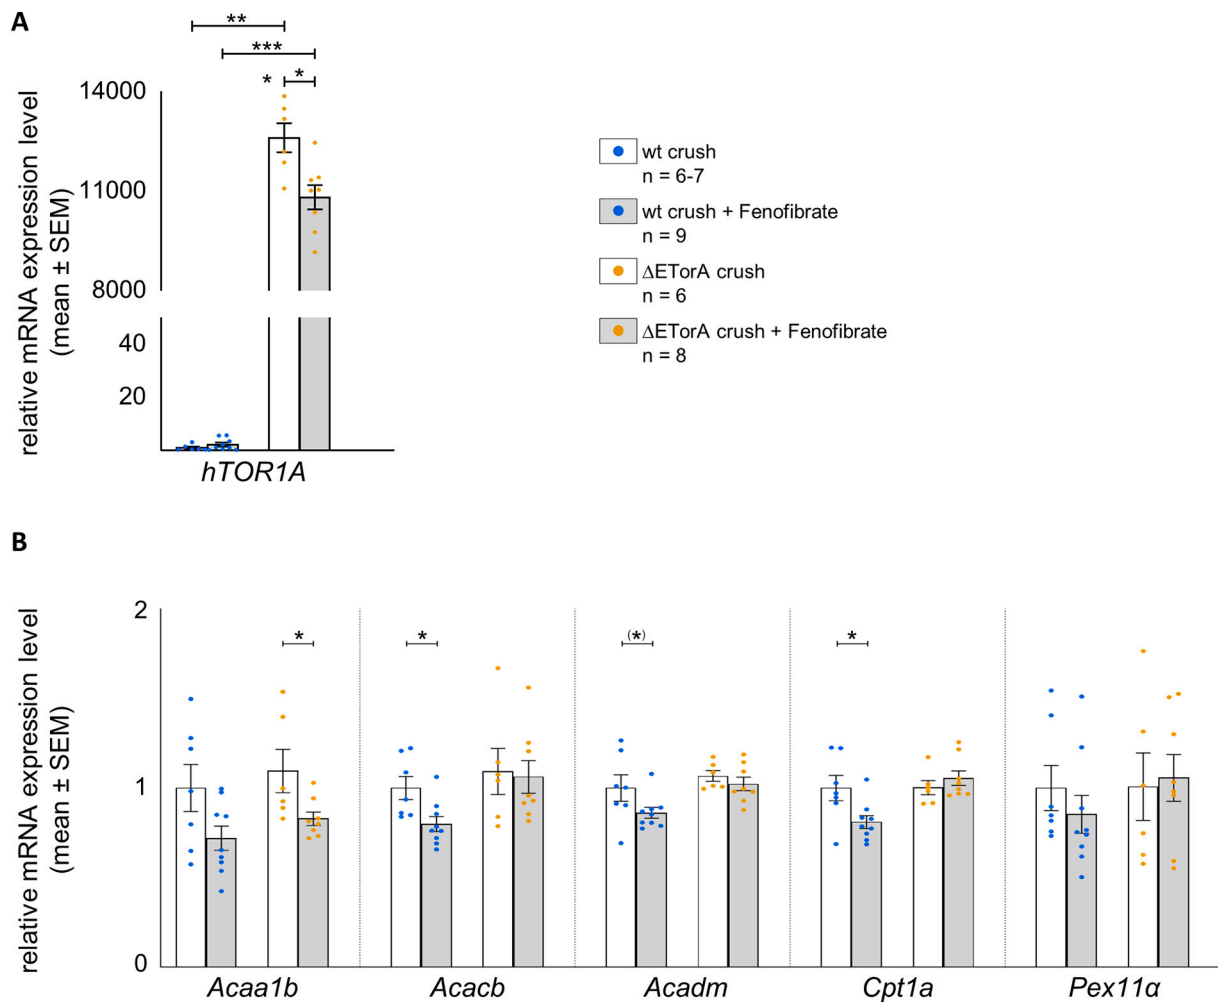 A
**
***
* *
14000
11000
8000
40
20
relative mRNA expression level
(mean ± SEM)
hTOR1A
wt crush
n = 6-7
wt crush + Fenofibrate
n = 9
ΔETorA crush
n = 6
ΔETorA crush + Fenofibrate
n = 8
B
relative mRNA expression level
(mean ± SEM)
2
1
0
* * (*) *
Acaa1b Acacb Acadm Cpt1a Pex11α